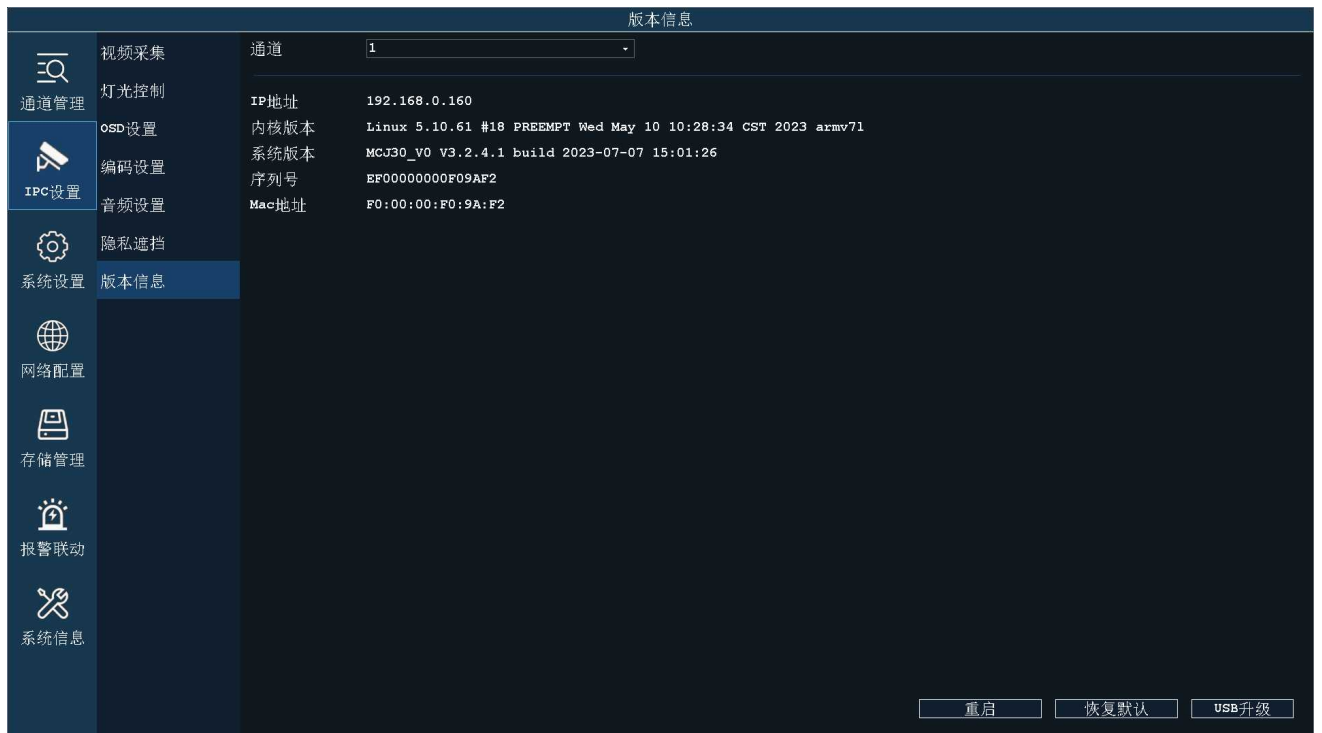 版本信息
通道管理
IPC设置
系统设置
网络配置
存储管理
报警联动
系统信息
视频采集
灯光控制
OSD设置
编码设置
音频设置
隐私遮挡
版本信息
通道 1
IP地址 192.168.0.160
内核版本 Linux 5.10.61 #18 PREEMPT Wed May 10 10:28:34 CST 2023 armv7l
系统版本 MCJ30_V0 V3.2.4.1 build 2023-07-07 15:01:26
序列号 EF00000000F09AF2
Mac地址 F0:00:00:F0:9A:F2
重启 恢复默认 USB升级